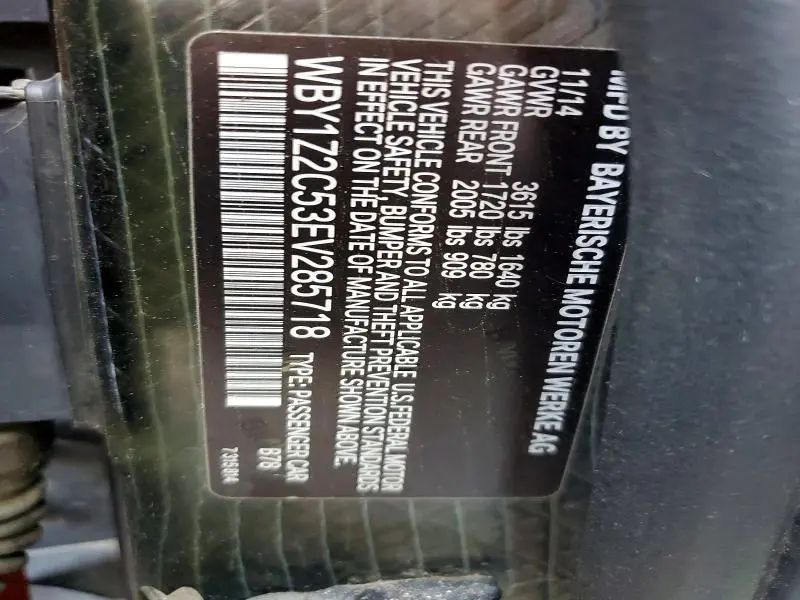 MFD BY BAYERISCHE MOTOREN WERKE AG
11/14
GVWR 3615 lbs 1640 kg
GAWR FRONT 1720 lbs 780 kg
GAWR REAR 2005 lbs 909 kg
THIS VEHICLE CONFORMS TO ALL APPLICABLE U.S.FEDERAL MOTOR
VEHICLE SAFETY, BUMPER AND THEFT PREVENTION STANDARDS
IN EFFECT ON THE DATE OF MANUFACTURE SHOWN ABOVE.
WBY1Z2C53EV285718 TYPE: PASSENGER CAR
B7B